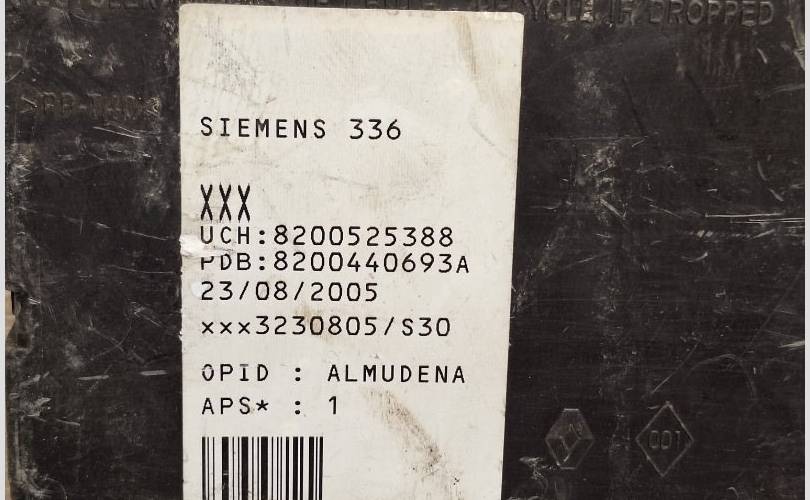 RECYCLE IF DROPPED
SIEMENS 336
XXX
UCH:8200525388
PDB:8200440693A
23/08/2005
xxx3230805/S30
OPID : ALMUDENA
APS* : 1
001